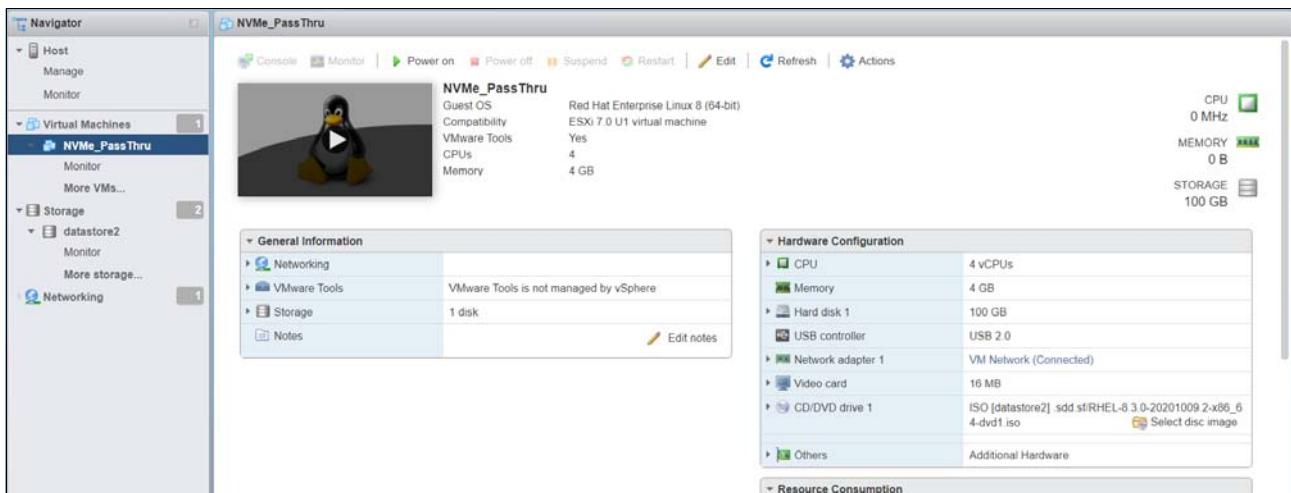 Navigator
Host
Manage
Monitor
Virtual Machines 1
NVMe_PassThru
Monitor
More VMs...
Storage 2
datastore2
Monitor
More storage...
Networking 1
NVMe_PassThru
Console Monitor Power on Power off Suspend Restart Edit Refresh Actions
NVMe_PassThru
Guest OS Red Hat Enterprise Linux 8 (64-bit)
Compatibility ESXi 7.0 U1 virtual machine
VMware Tools Yes
CPUs 4
Memory 4 GB
CPU
0 MHz
MEMORY
0 B
STORAGE
100 GB
General Information
Networking
VMware Tools VMware Tools is not managed by vSphere
Storage 1 disk
Notes Edit notes
Hardware Configuration
CPU 4 vCPUs
Memory 4 GB
Hard disk 1 100 GB
USB controller USB 2.0
Network adapter 1 VM Network (Connected)
Video card 16 MB
CD/DVD drive 1 ISO [datastore2] .sdd.sf/RHEL-8.3.0-20201009.2-x86_6
4-dvd1.iso Select disc image
Others Additional Hardware
Resource Consumption